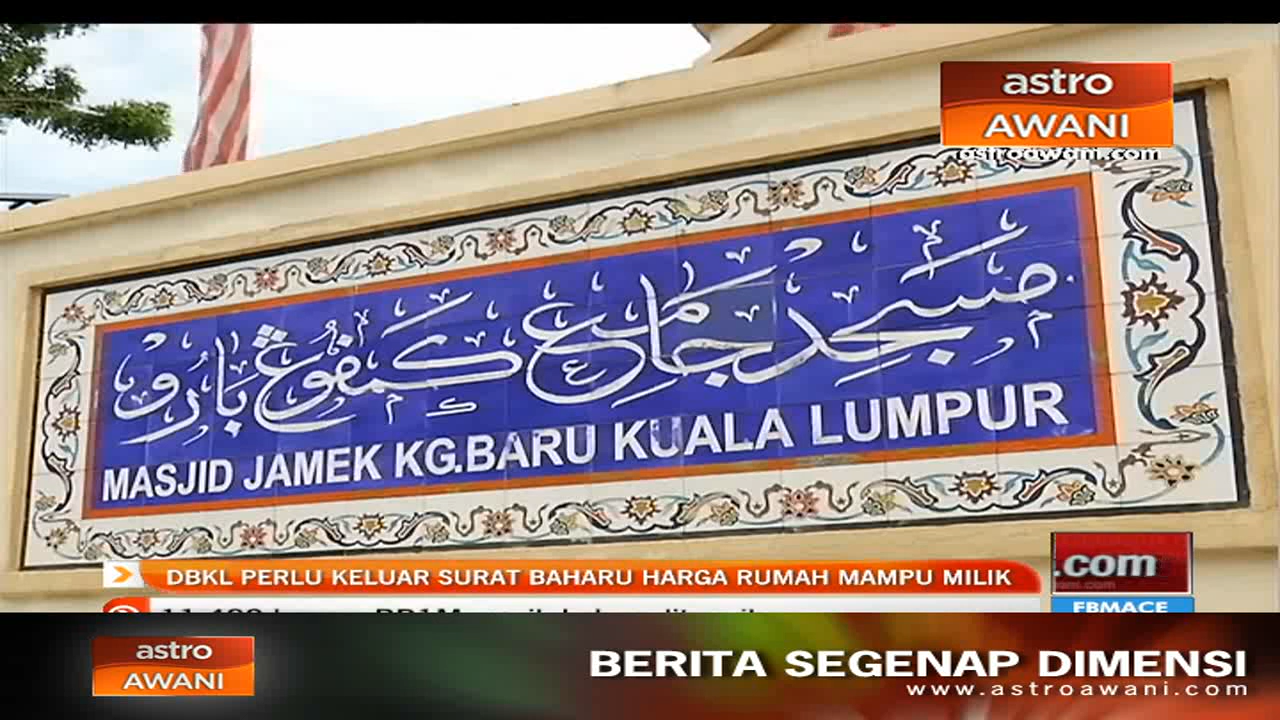 astro
AWANI
astroawani.com
مسجد جامع كمڤوڠ بارو
MASJID JAMEK KG.BARU KUALA LUMPUR
.com
DBKL PERLU KELUAR SURAT BAHARU HARGA RUMAH MAMPU MILIK
FBMACE
astro
AWANI
BERITA SEGENAP DIMENSI
www.astroawani.com